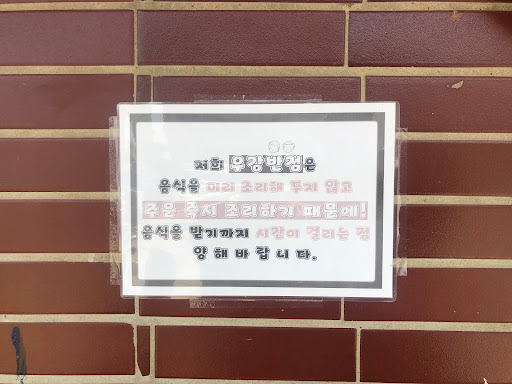 저희 우강반점은
음식을 미리 조리해 두지 않고
주문 즉시 조리하기 때문에!
음식을 받기까지 시간이 걸리는 점
양해바랍니다.